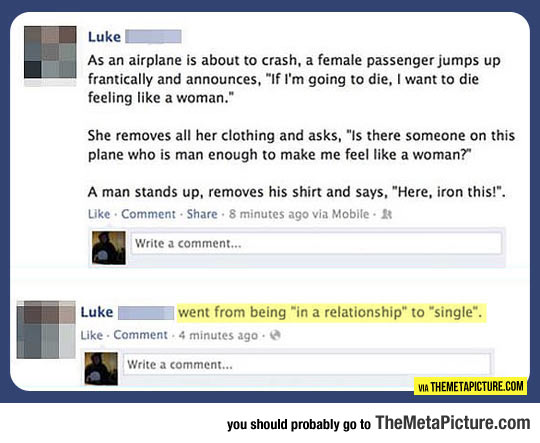 Luke
As an airplane is about to crash, a female passenger jumps up
frantically and announces, "If I'm going to die, I want to die
feeling like a woman."
She removes all her clothing and asks, "Is there someone on this
plane who is man enough to make me feel like a woman?"
A man stands up, removes his shirt and says, "Here, iron this!".
Like · Comment · Share · 8 minutes ago via Mobile ·
Write a comment...
Luke went from being "in a relationship" to "single".
Like · Comment · 4 minutes ago ·
Write a comment...
VIA THEMETAPICTURE.COM
you should probably go to TheMetaPicture.com